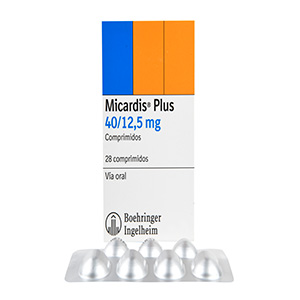 Micardis® Plus
40/12,5 mg
Comprimidos
28 comprimidos
Vía oral
Boehringer
Ingelheim